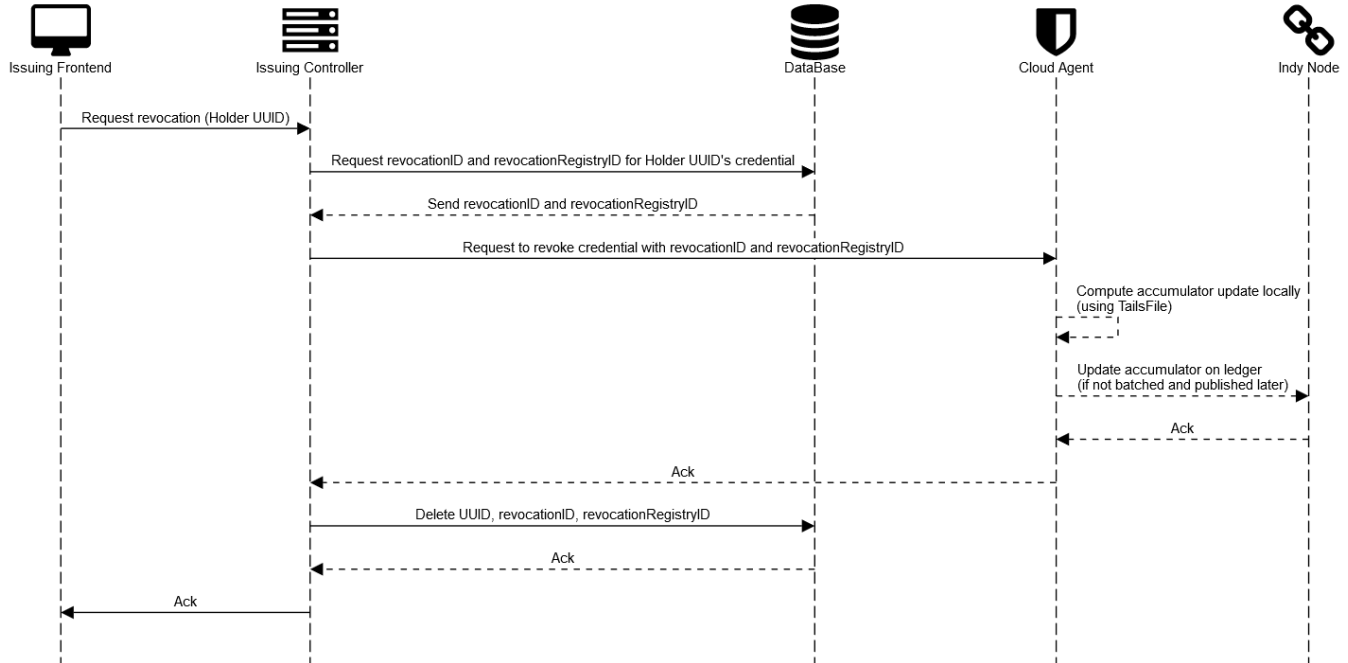 Issuing Frontend
Issuing Controller
DataBase
Cloud Agent
Indy Node
Request revocation (Holder UUID)
Request revocationID and revocationRegistryID for Holder UUID's credential
Send revocationID and revocationRegistryID
Request to revoke credential with revocationID and revocationRegistryID
Compute accumulator update locally
(using TailsFile)
Update accumulator on ledger
(if not batched and published later)
Ack
Ack
Delete UUID, revocationID, revocationRegistryID
Ack
Ack